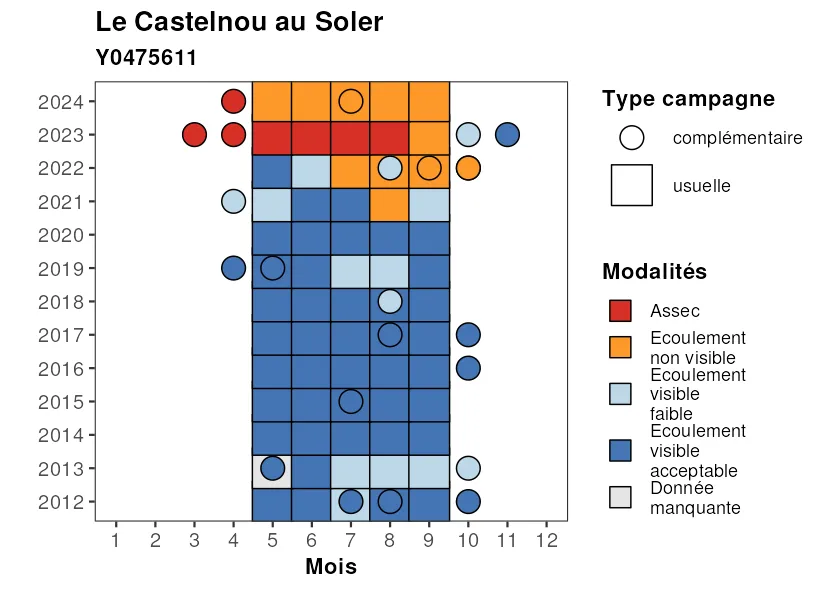 Le Castelnou au Soler
Y0475611
2024
2023
2022
2021
2020
2019
2018
2017
2016
2015
2014
2013
2012
1 2 3 4 5 6 7 8 9 10 11 12
Mois
Type campagne
complémentaire
usuelle
Modalités
Assec
Ecoulement
non visible
Ecoulement
visible
faible
Ecoulement
visible
acceptable
Donnée
manquante